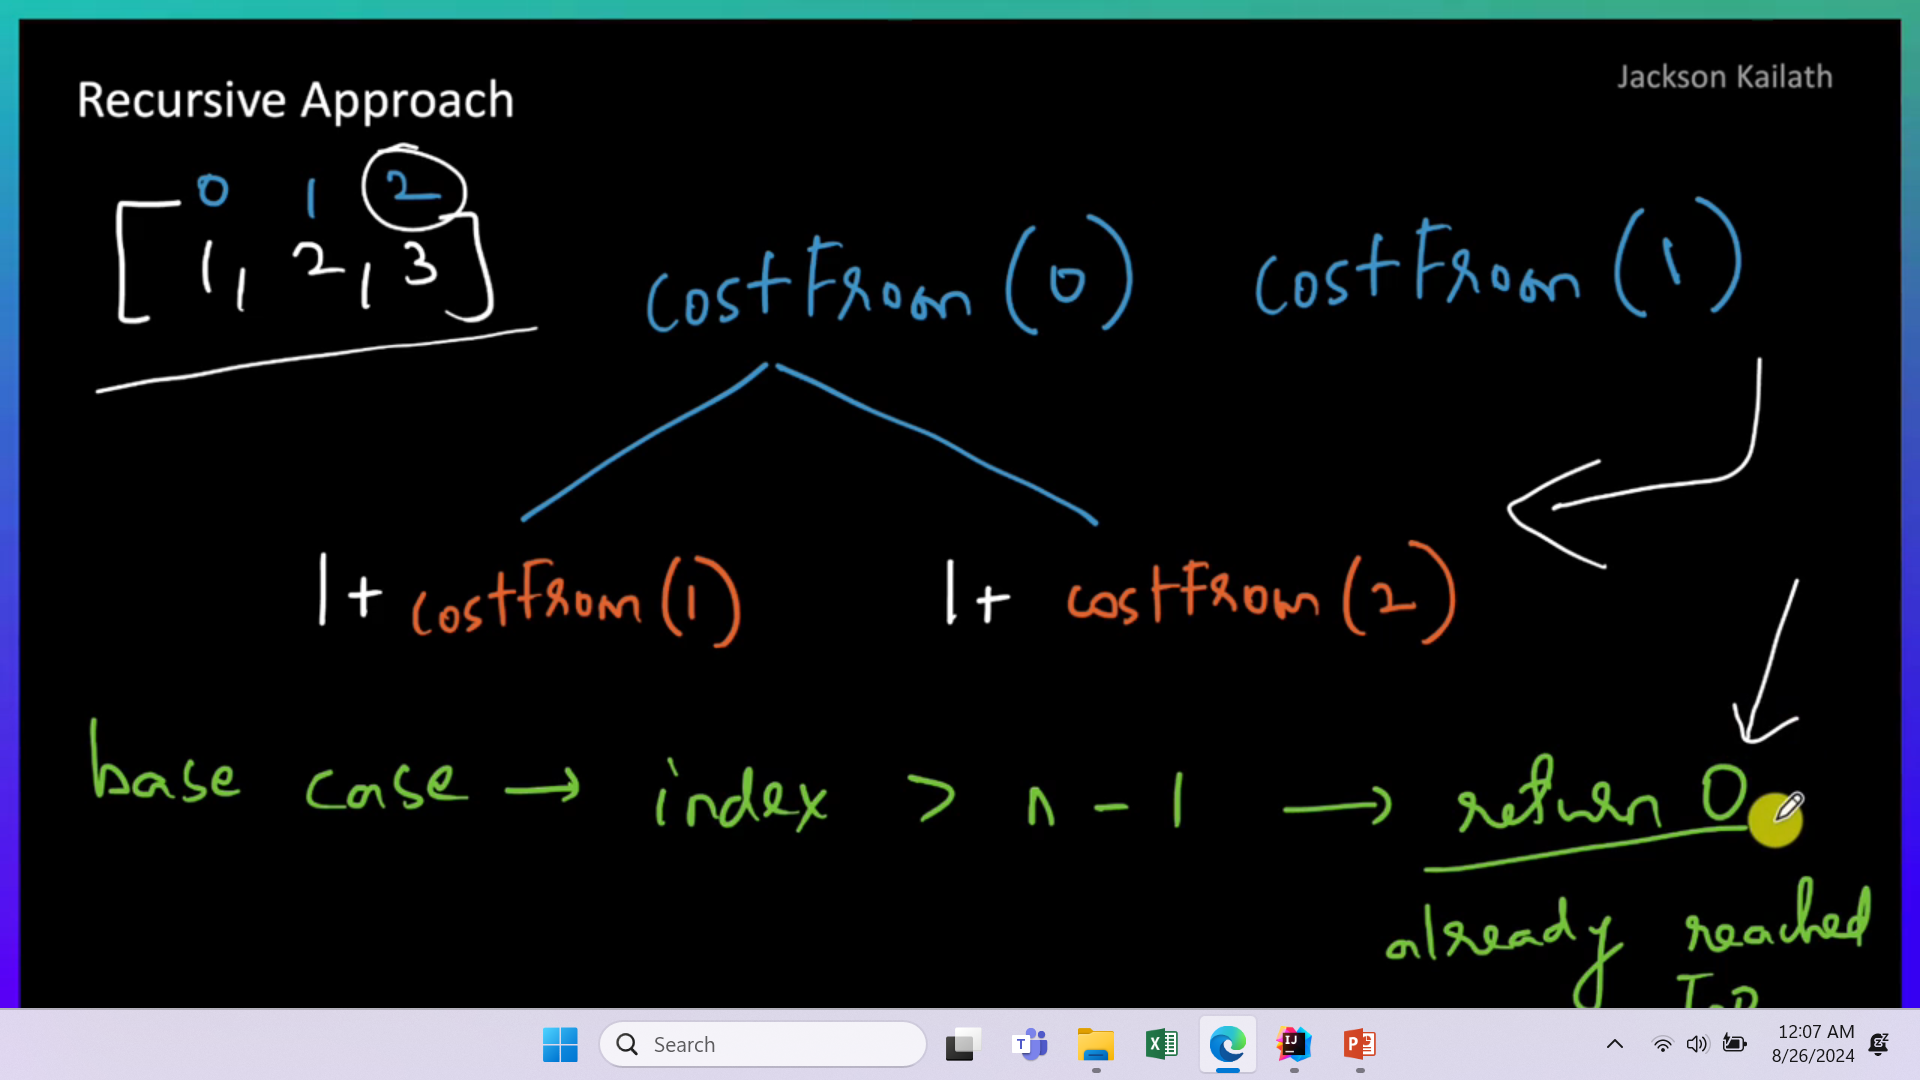 Jackson Kailath
Recursive Approach
0 1 2
[1, 2, 3]
costFrom(0) costFrom(1)
1+ costFrom(1) 1+ costFrom(2)
base case → index > n - 1 → return 0
already reached
Top
Search
12:07 AM
8/26/2024